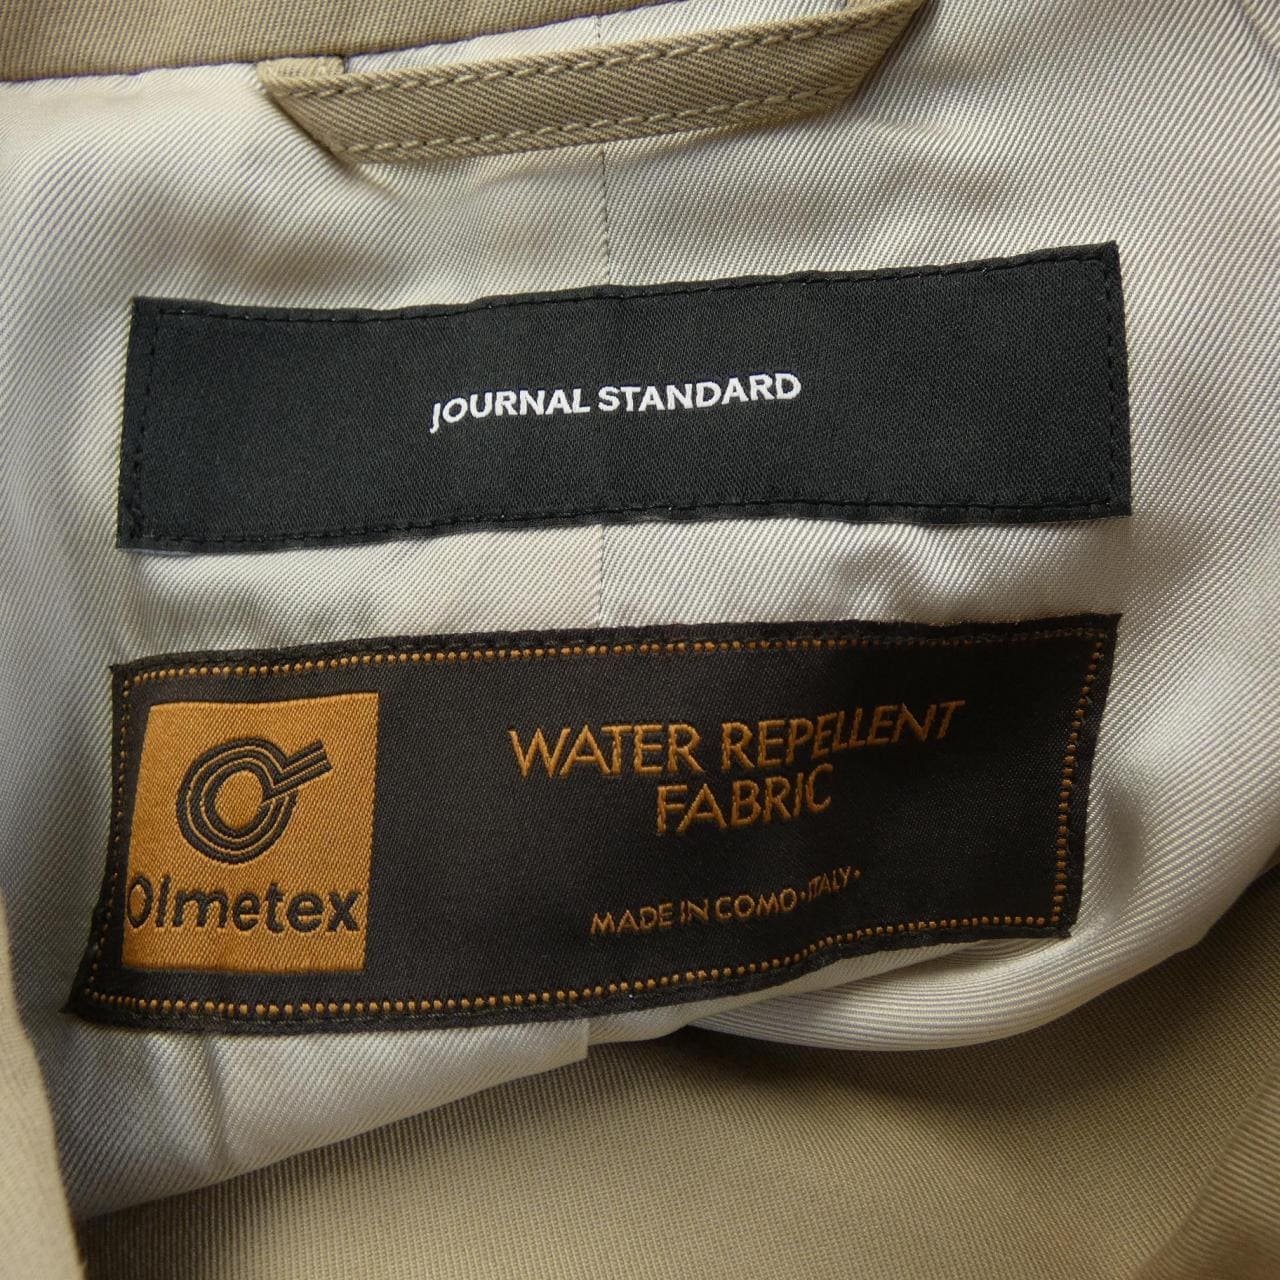 JOURNAL STANDARD
Olmetex
WATER REPELLENT
FABRIC
MADE IN COMO•ITALY•